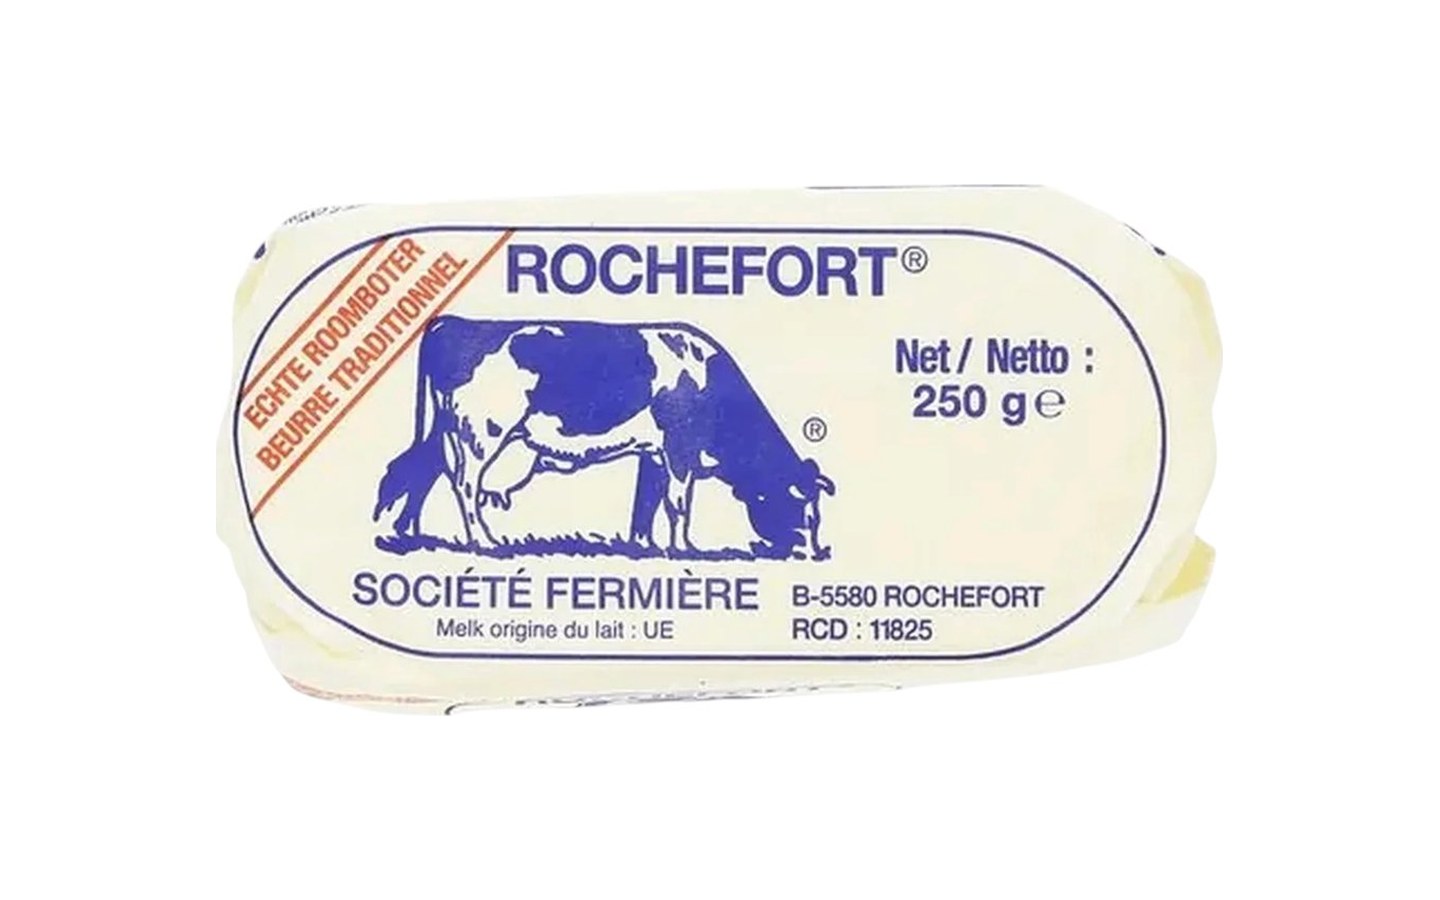 ECHTE ROOMBOTER
BEURRE TRADITIONNEL
ROCHEFORT®
Net / Netto :
250 g ℮
®
SOCIÉTÉ FERMIÈRE
Melk origine du lait : UE
B-5580 ROCHEFORT
RCD : 11825